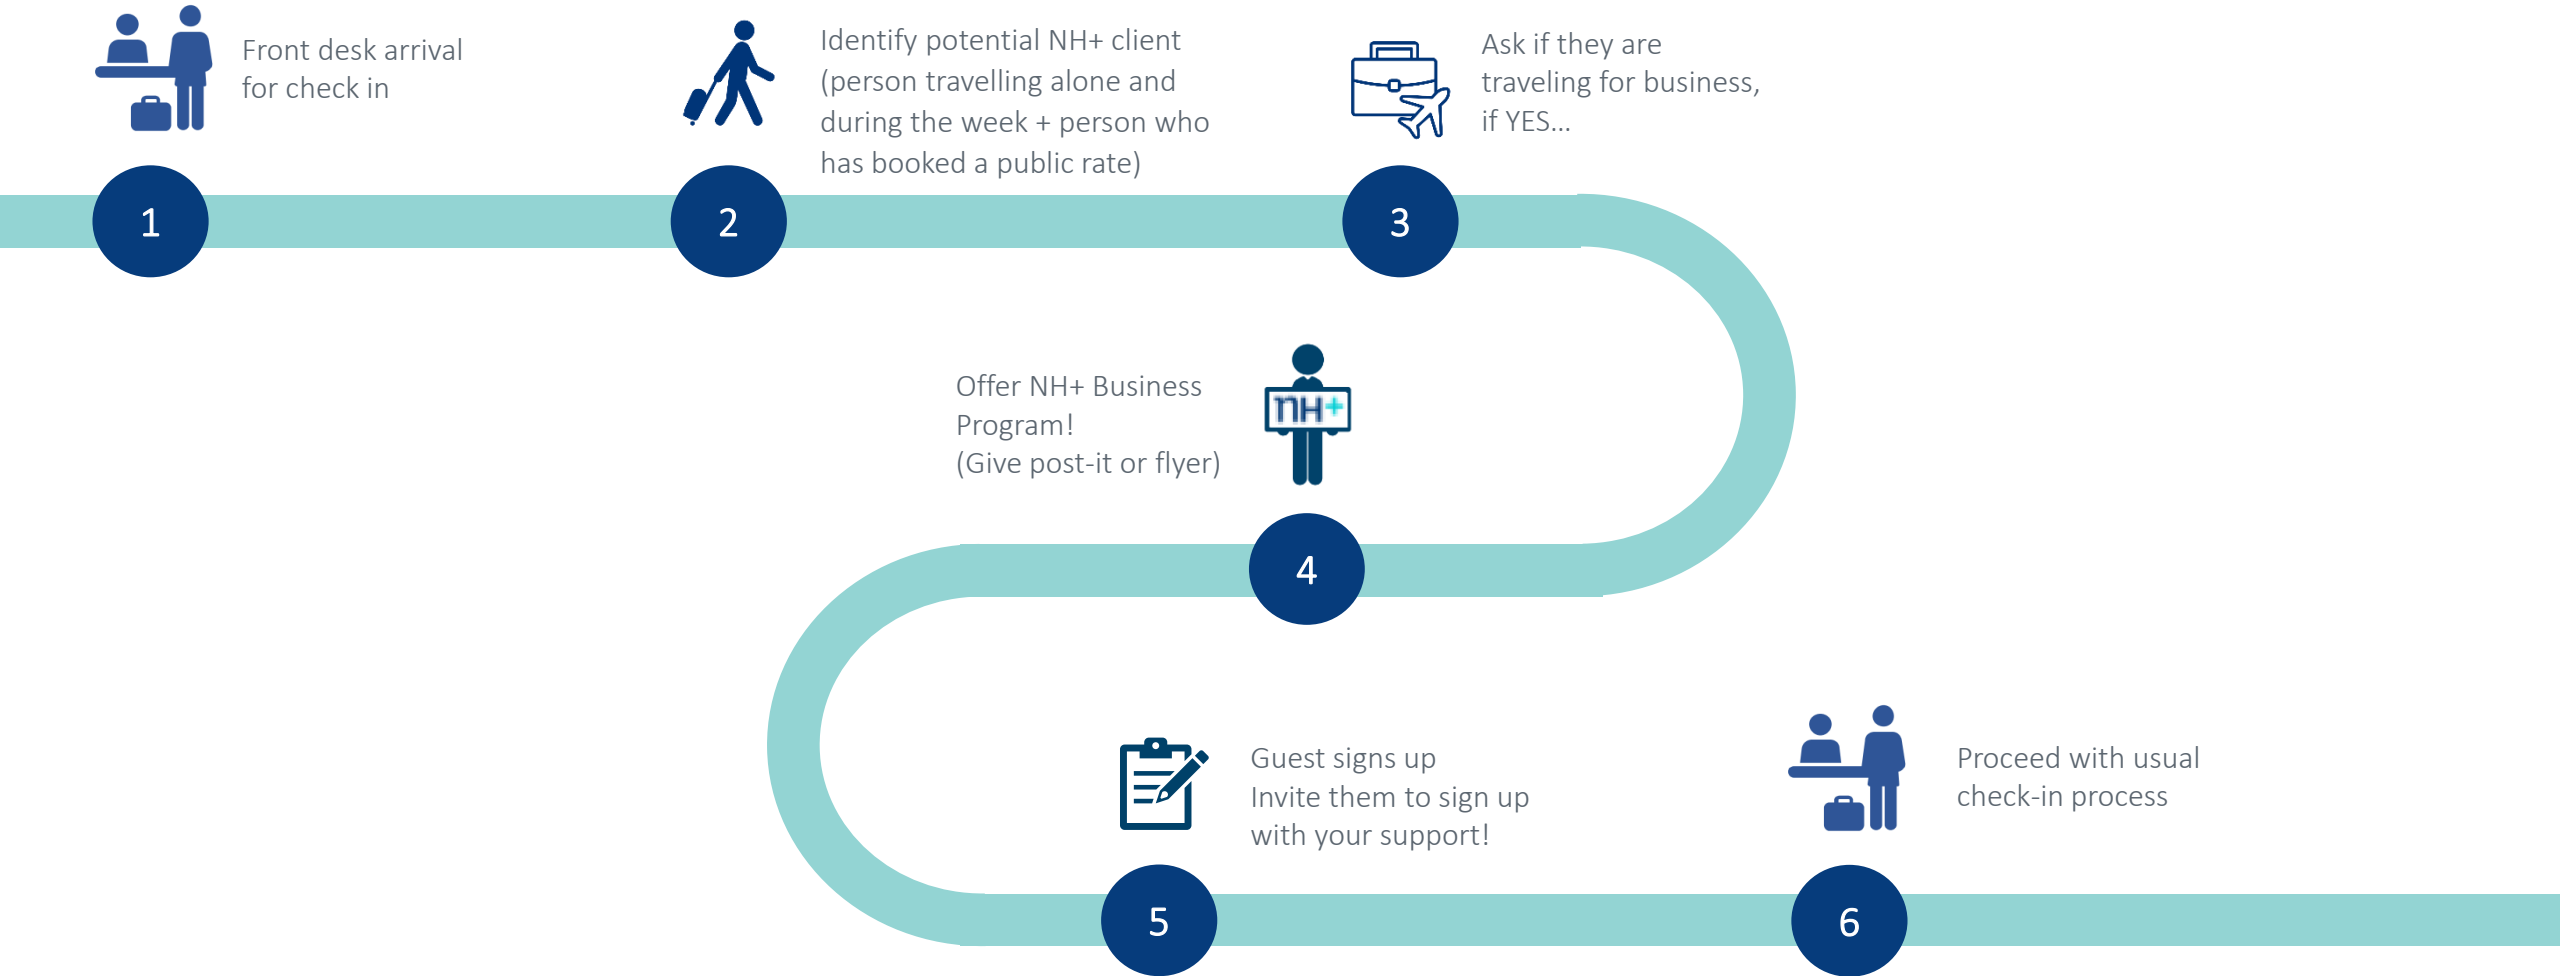 Front desk arrival
for check in
1
Identify potential NH+ client
(person travelling alone and
during the week + person who
has booked a public rate)
2
Ask if they are
traveling for business,
if YES...
3
Offer NH+ Business
Program!
(Give post-it or flyer)
nH+
4
Guest signs up
Invite them to sign up
with your support!
5
Proceed with usual
check-in process
6